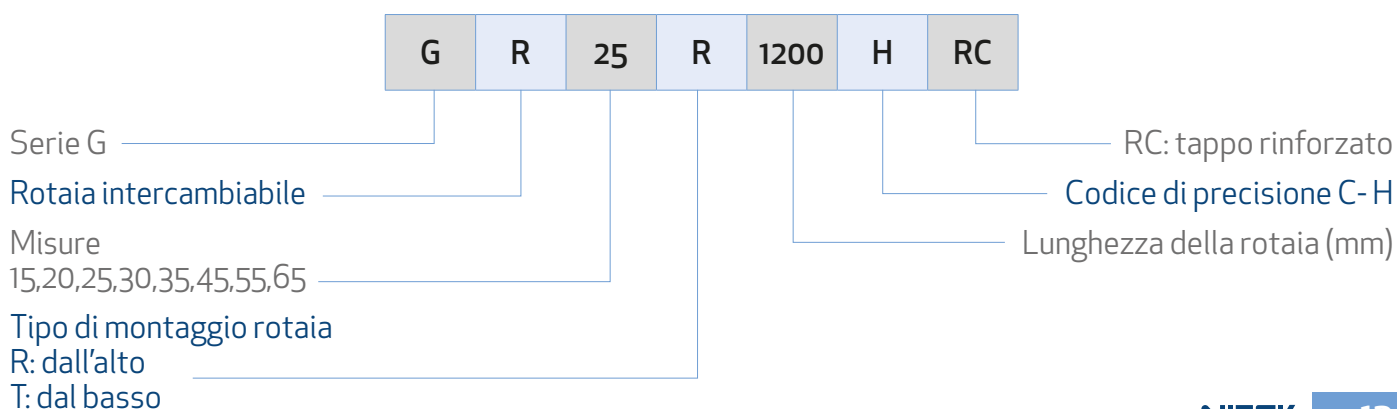 G R 25 R 1200 H RC
Serie G
RC: tappo rinforzato
Rotaia intercambiabile
Codice di precisione C- H
Misure
15,20,25,30,35,45,55,65
Lunghezza della rotaia (mm)
Tipo di montaggio rotaia
R: dall'alto
T: dal basso